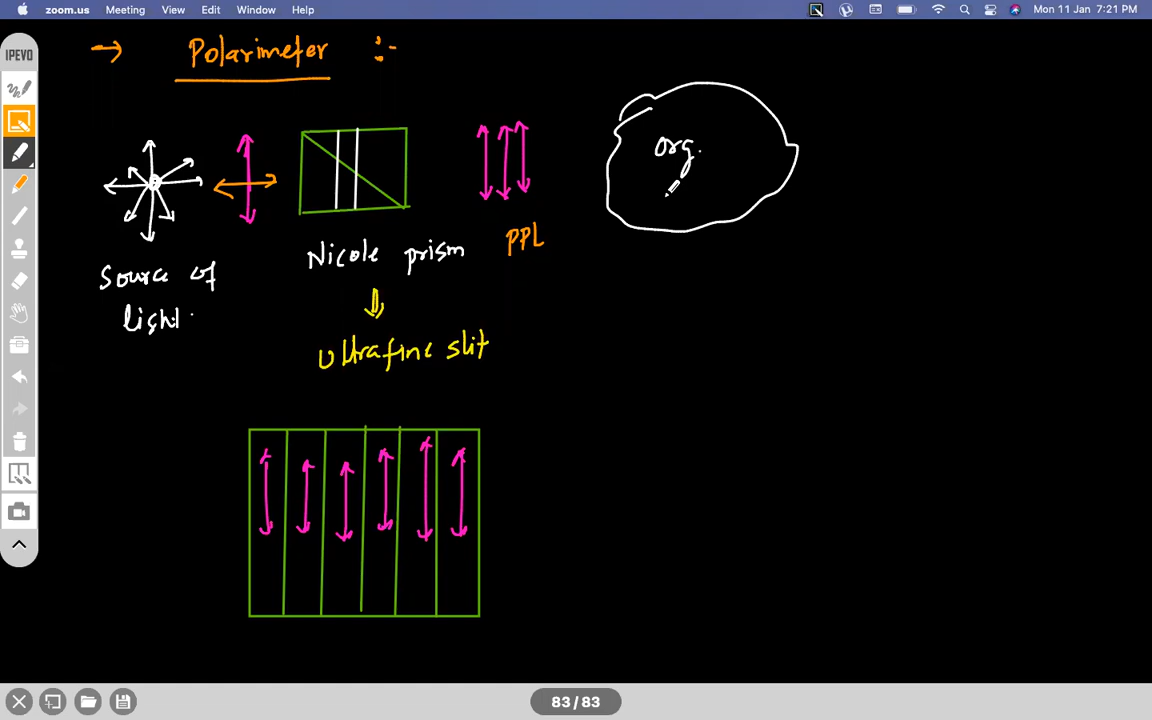 zoom.us Meeting View Regions Edit Window Help Mon 11 Jan 7:21 PM
IPEVO
→ Polarimeter :-
org.
Nicole prism
PPL
Source of
light
⇓
Ultrafine slit
83/83